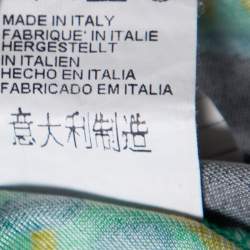 MADE IN ITALY
FABRIQUE' IN ITALIE
HERGESTELLT
IN ITALIEN
HECHO EN ITALIA
FABRICADO EM ITALIA
意大利制造